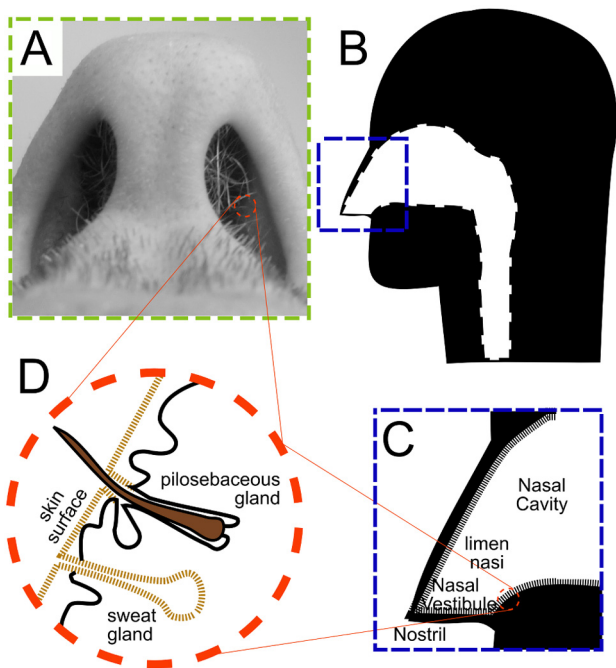 A
B
D
pilosebaceous
gland
skin
surface
sweat
gland
C
Nasal
Cavity
limen
nasi
Nasal
Vestibule
Nostril